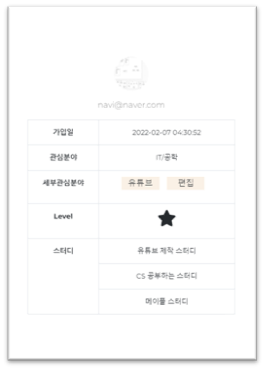 navi@naver.com
가입일 2022-02-07 04:30:52
관심분야 IT/공학
세부관심분야 유튜브 편집
Level
스터디 유튜브 제작 스터디
CS 공부하는 스터디
메이플 스터디